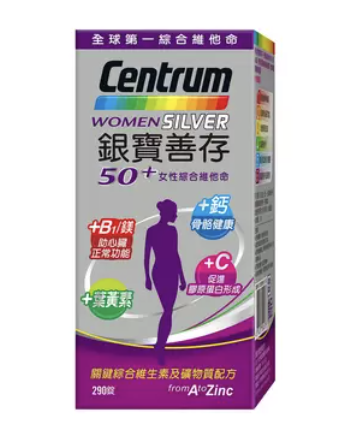 全球第一綜合維他命
Centrum
WOMEN SILVER
銀寶善存
50+女性綜合維他命
+鈣
骨骼健康
+B1/鎂
助心臟
正常功能
+C
促進
膠原蛋白形成
+葉黃素
關鍵綜合維生素及礦物質配方
290錠
from A to Zinc